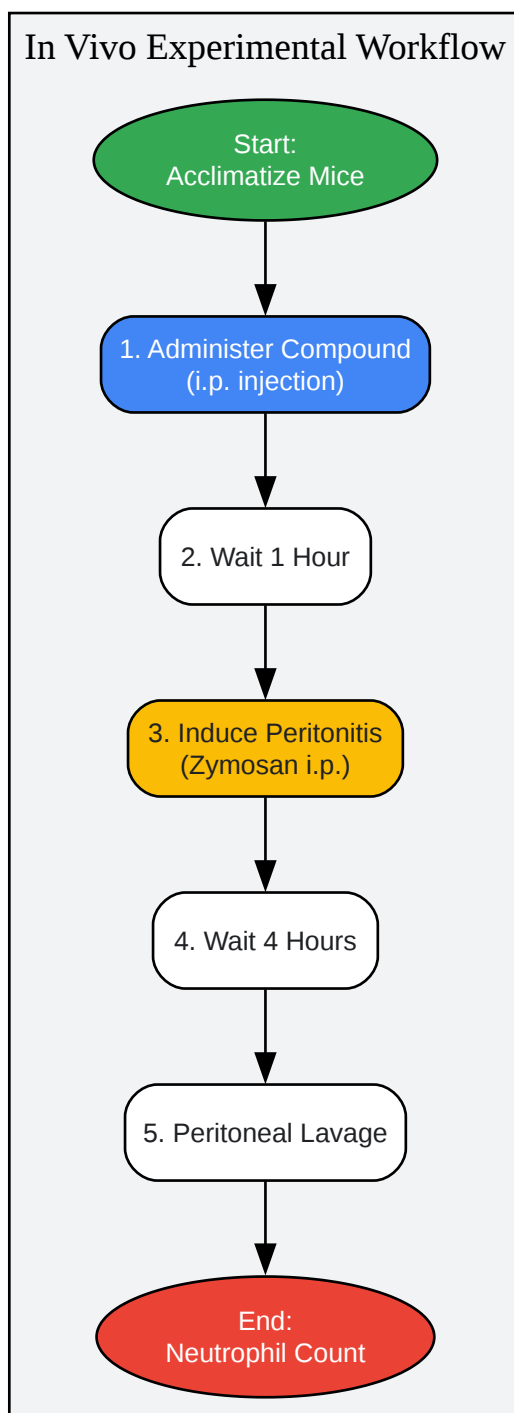 In Vivo Experimental Workflow
Start:
Acclimatize Mice
1. Administer Compound
(i.p. injection)
2. Wait 1 Hour
3. Induce Peritonitis
(Zymosan i.p.)
4. Wait 4 Hours
5. Peritoneal Lavage
End:
Neutrophil Count